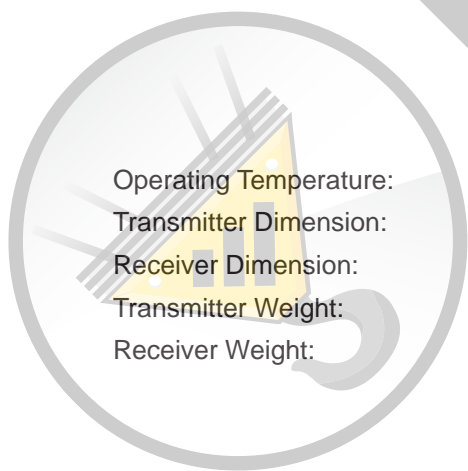 Operating Temperature:
Transmitter Dimension:
Receiver Dimension:
Transmitter Weight:
Receiver Weight: